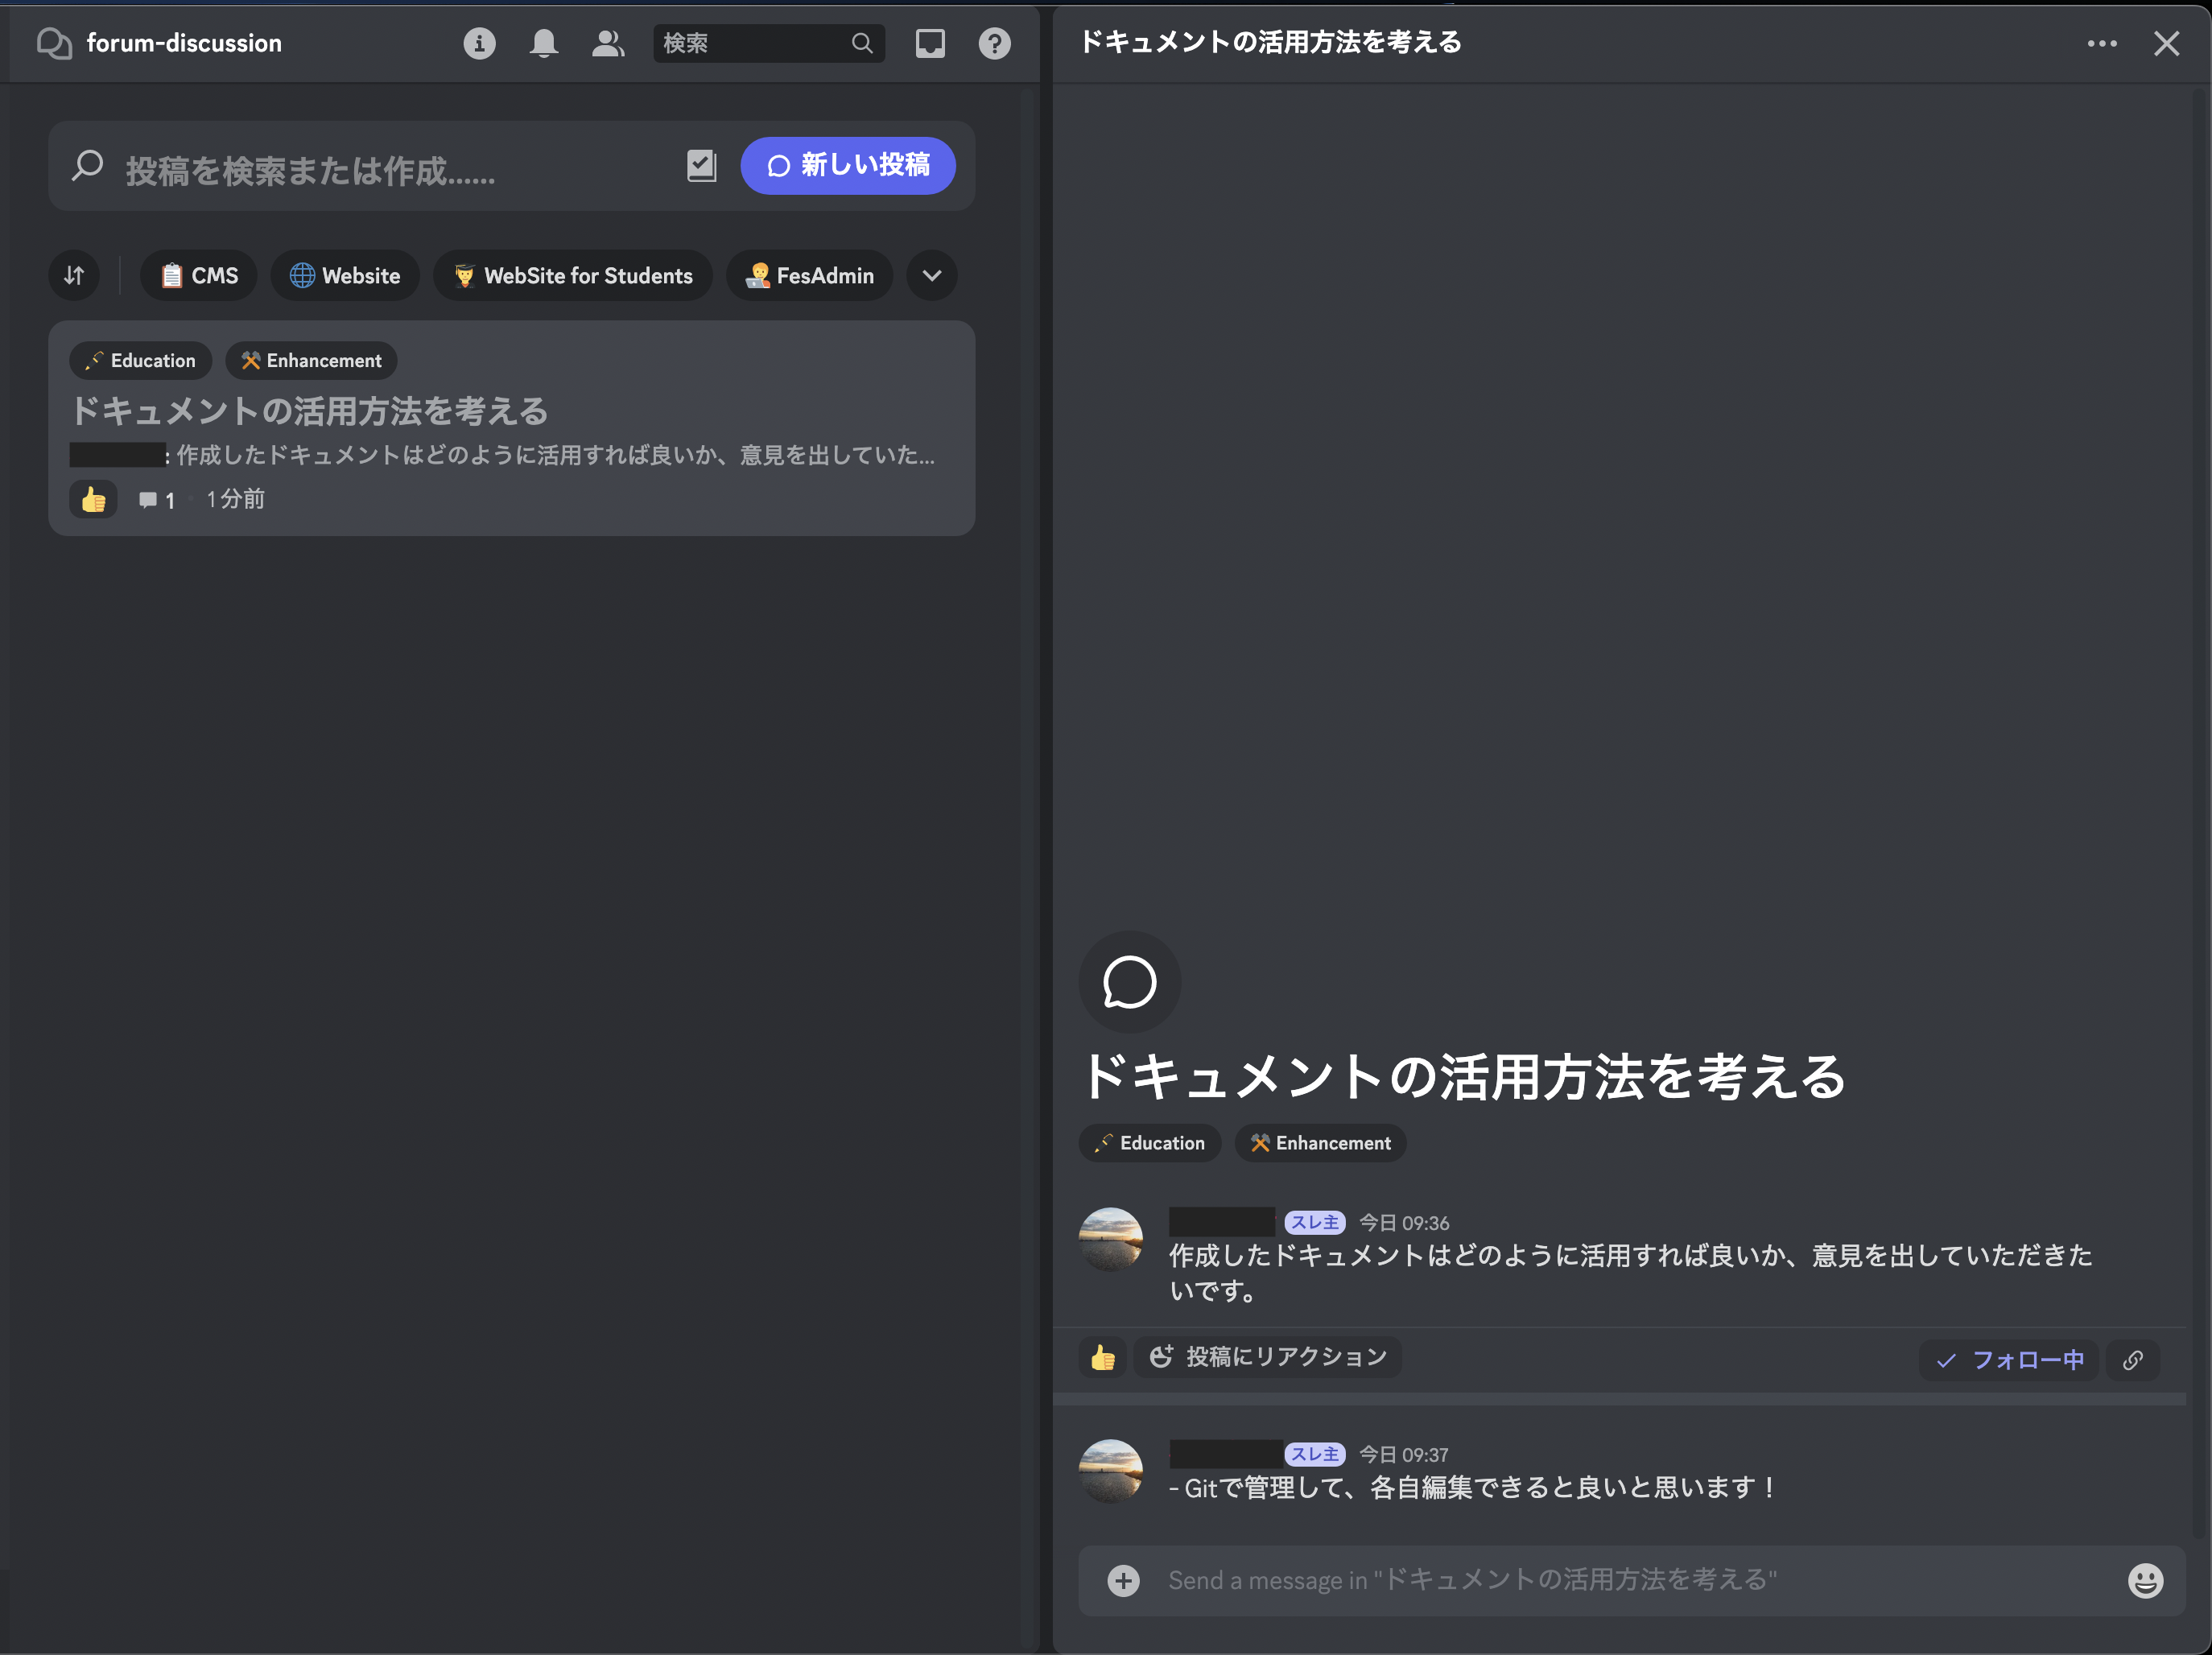 forum-discussion
検索
投稿を検索または作成......
新しい投稿
CMS
Website
WebSite for Students
FesAdmin
Education
Enhancement
ドキュメントの活用方法を考える
: 作成したドキュメントはどのように活用すれば良いか、意見を出していた...
1
1分前
ドキュメントの活用方法を考える
ドキュメントの活用方法を考える
Education
Enhancement
スレ主 今日 09:36
作成したドキュメントはどのように活用すれば良いか、意見を出していただきた
いです。
投稿にリアクション
フォロー中
スレ主 今日 09:37
- Gitで管理して、各自編集できると良いと思います！
Send a message in "ドキュメントの活用方法を考える"